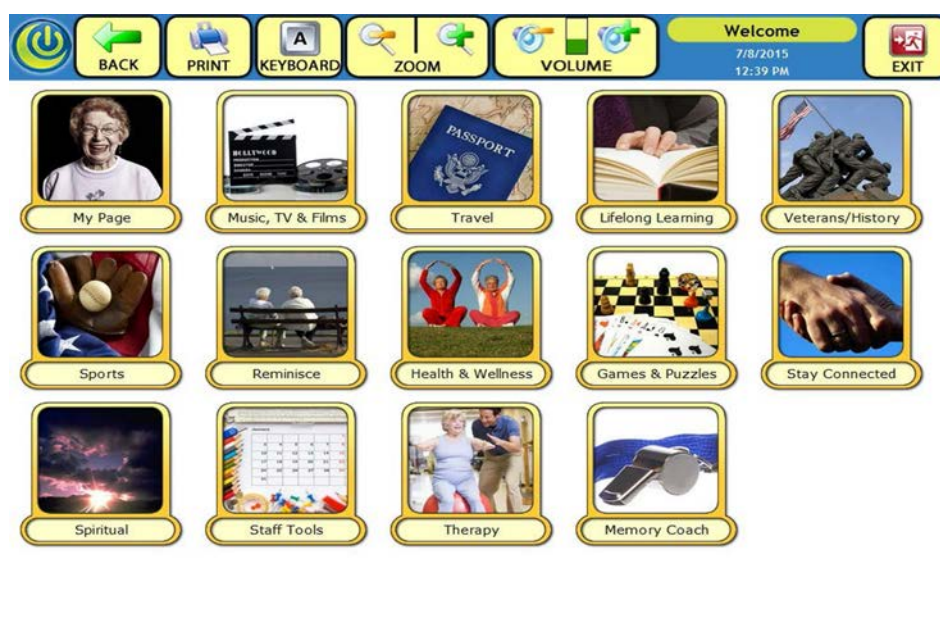 Welcome
7/8/2015
12:39 PM
A
BACK
PRINT
KEYBOARD
ZOOM
VOLUME
EXIT
HOLLYWOOD
PASSPORT
My Page
Music, TV & Films
Travel
Lifelong Learning
Veterans/History
Sports
Reminisce
Health & Wellness
Games & Puzzles
Stay Connected
Spiritual
Staff Tools
Therapy
Memory Coach